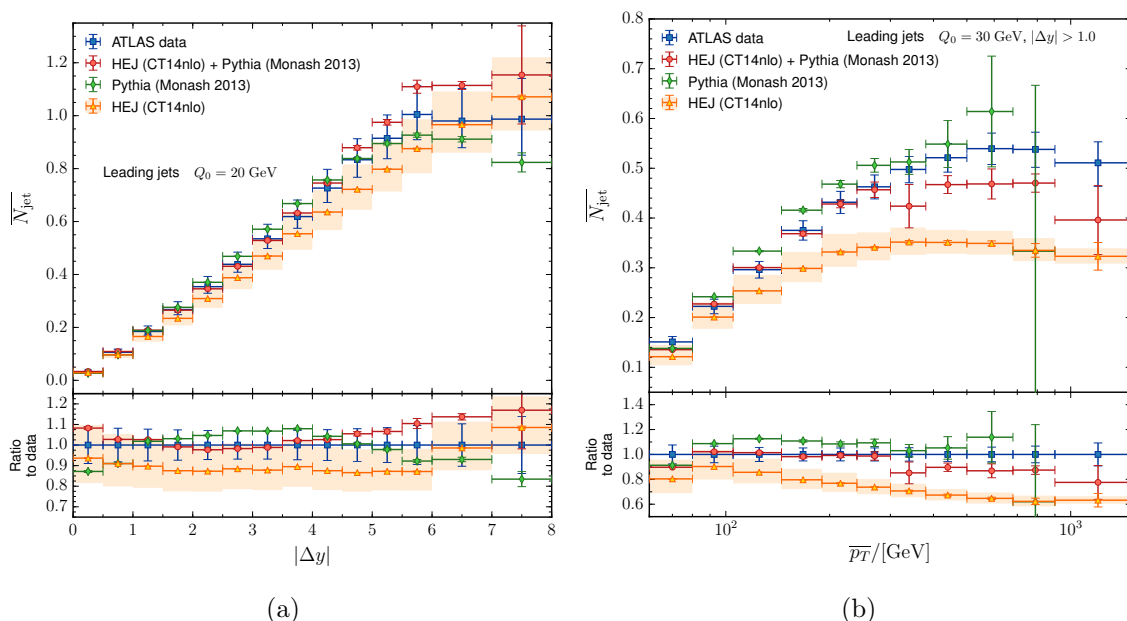 ATLAS data
HEJ (CT14nlo) + Pythia (Monash 2013)
Pythia (Monash 2013)
HEJ (CT14nlo)
Leading jets Q₀ = 20 GeV
N̅_jet
1.2
1.0
0.8
0.6
0.4
0.2
0.0
Ratio
to data
1.2
1.1
1.0
0.9
0.8
0.7
0 1 2 3 4 5 6 7 8
|Δy|
(a)
ATLAS data
HEJ (CT14nlo) + Pythia (Monash 2013)
Pythia (Monash 2013)
HEJ (CT14nlo)
Leading jets Q₀ = 30 GeV, |Δy| > 1.0
N̅_jet
0.8
0.7
0.6
0.5
0.4
0.3
0.2
0.1
Ratio
to data
1.4
1.2
1.0
0.8
0.6
10² 10³
p̅_T/[GeV]
(b)